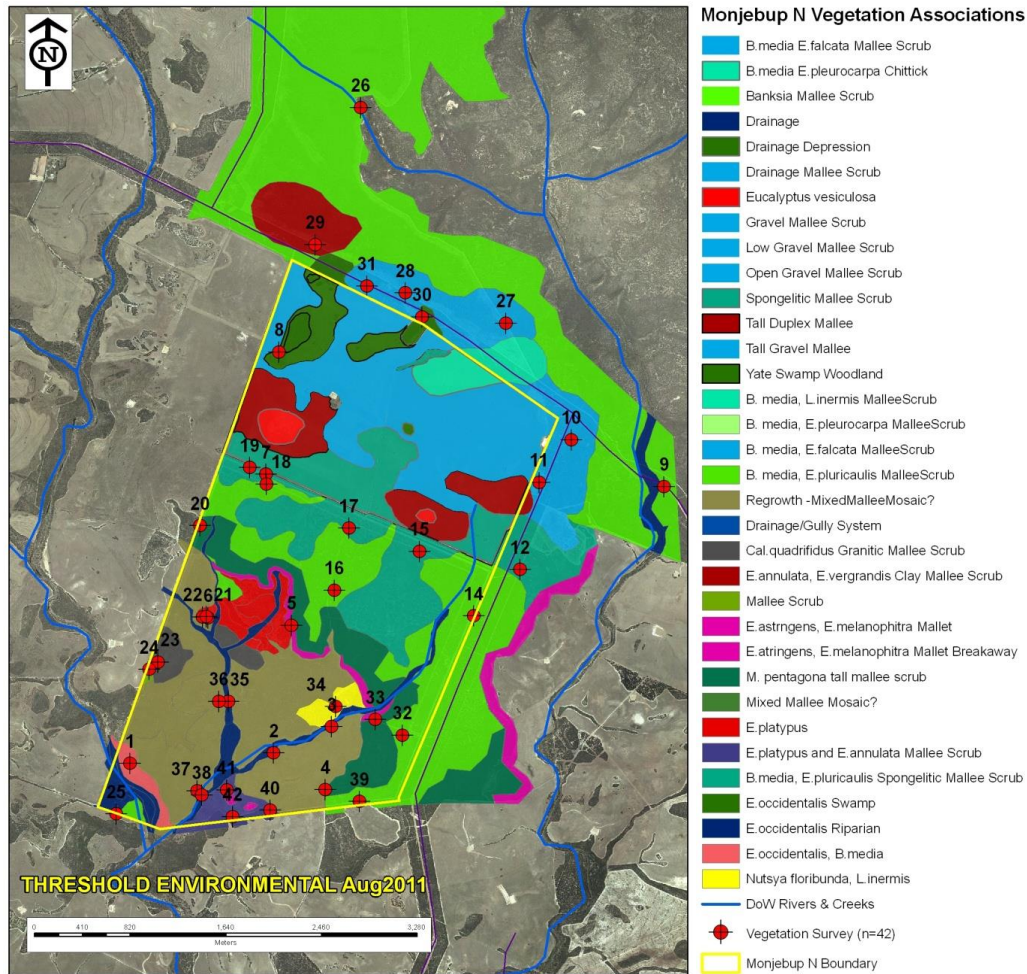 N
26
29
31
28
30
27
8
10
9
11
19
7
18
20
17
15
12
16
14
22
6
21
5
24
23
34
36
35
3
33
32
1
2
37
38
41
4
39
40
25
42
THRESHOLD ENVIRONMENTAL Aug2011
0 410 820 1,640 2,460 3,280
Meters
Monjebup N Vegetation Associations
B.media E.falcata Mallee Scrub
B.media E.pleurocarpa Chittick
Banksia Mallee Scrub
Drainage
Drainage Depression
Drainage Mallee Scrub
Eucalyptus vesiculosa
Gravel Mallee Scrub
Low Gravel Mallee Scrub
Open Gravel Mallee Scrub
Spongelitic Mallee Scrub
Tall Duplex Mallee
Tall Gravel Mallee
Yate Swamp Woodland
B. media, L.inermis MalleeScrub
B. media, E.pleurocarpa MalleeScrub
B. media, E.falcata MalleeScrub
B. media, E.pluricaulis MalleeScrub
Regrowth -MixedMalleeMosaic?
Drainage/Gully System
Cal.quadrifidus Granitic Mallee Scrub
E.annulata, E.vergrandis Clay Mallee Scrub
Mallee Scrub
E.astrngens, E.melanophitra Mallet
E.atringens, E.melanophitra Mallet Breakaway
M. pentagona tall mallee scrub
Mixed Mallee Mosaic?
E.platypus
E.platypus and E.annulata Mallee Scrub
B.media, E.pluricaulis Spongelitic Mallee Scrub
E.occidentalis Swamp
E.occidentalis Riparian
E.occidentalis, B.media
Nutsya floribunda, L.inermis
DoW Rivers & Creeks
Vegetation Survey (n=42)
Monjebup N Boundary